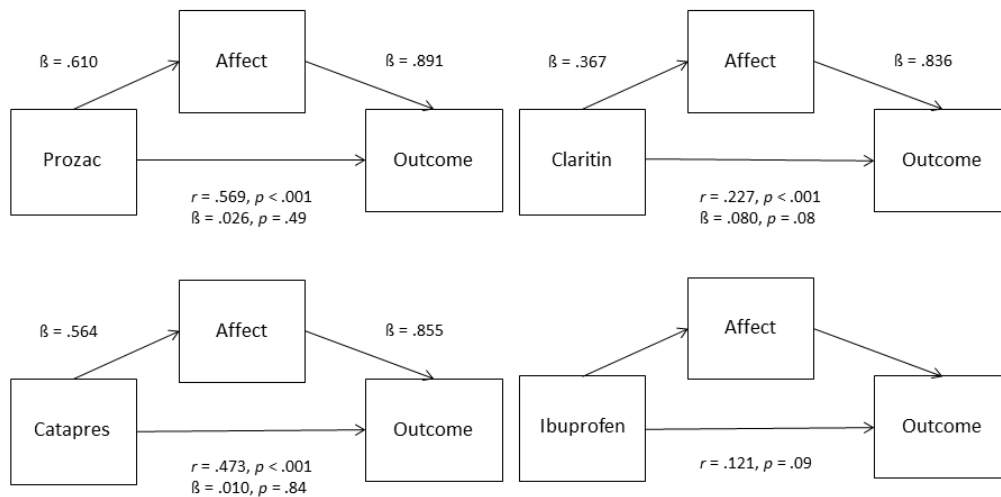 ß = .610
Affect
ß = .891
Prozac
Outcome
r = .569, p < .001
ß = .026, p = .49
ß = .367
Affect
ß = .836
Claritin
Outcome
r = .227, p < .001
ß = .080, p = .08
ß = .564
Affect
ß = .855
Catapres
Outcome
r = .473, p < .001
ß = .010, p = .84
Affect
Ibuprofen
Outcome
r = .121, p = .09